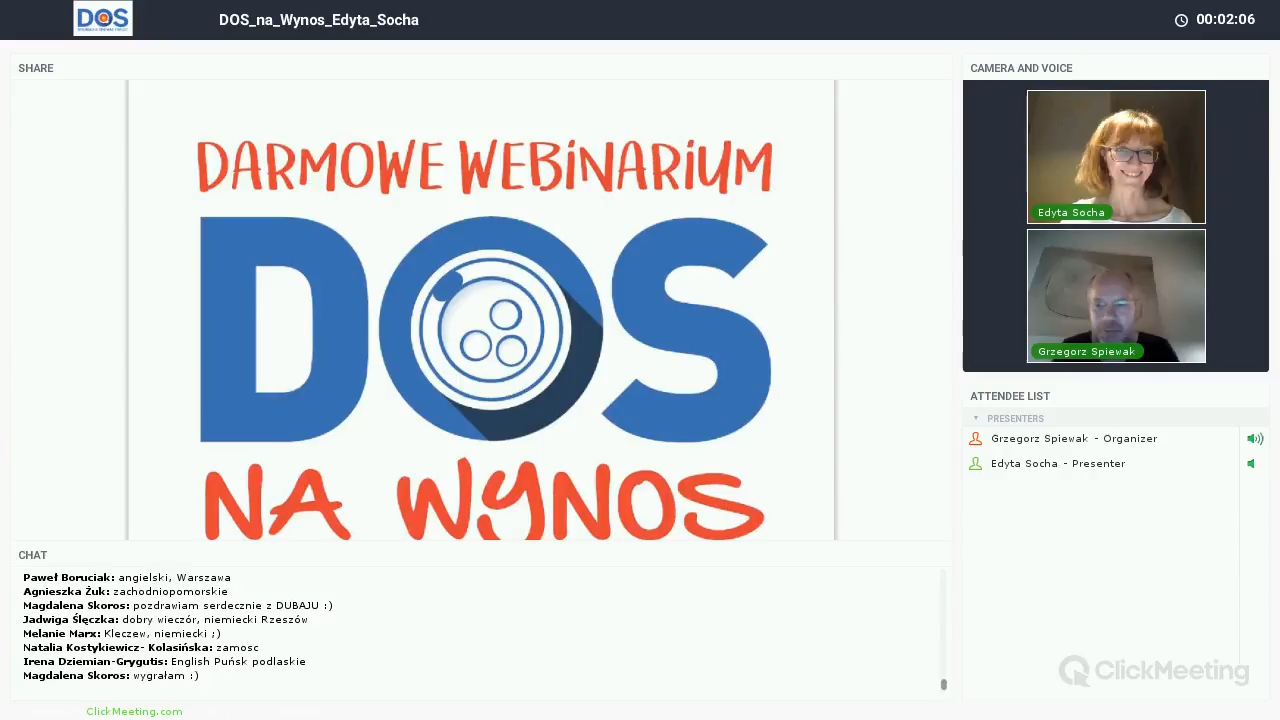 DOS
DOS_na_Wynos_Edyta_Socha
00:02:06
SHARE
DARMOWE WEBiNARiUM
DOS
NA WYNOS
CAMERA AND VOICE
Edyta Socha
Grzegorz Spiewak
ATTENDEE LIST
PRESENTERS
Grzegorz Spiewak - Organizer
Edyta Socha - Presenter
CHAT
Paweł Boruciak: angielski, Warszawa
Agnieszka Żuk: zachodniopomorskie
Magdalena Skoros: pozdrawiam serdecznie z DUBAJU :)
Jadwiga Ślęczka: dobry wieczór, niemiecki Rzeszów
Melanie Marx: Kleczew, niemiecki ;)
Natalia Kostykiewicz- Kolasińska: zamosc
Irena Dziemian-Grygutis: English Puńsk podlaskie
Magdalena Skoros: wygrałam :)
ClickMeeting
ClickMeeting.com